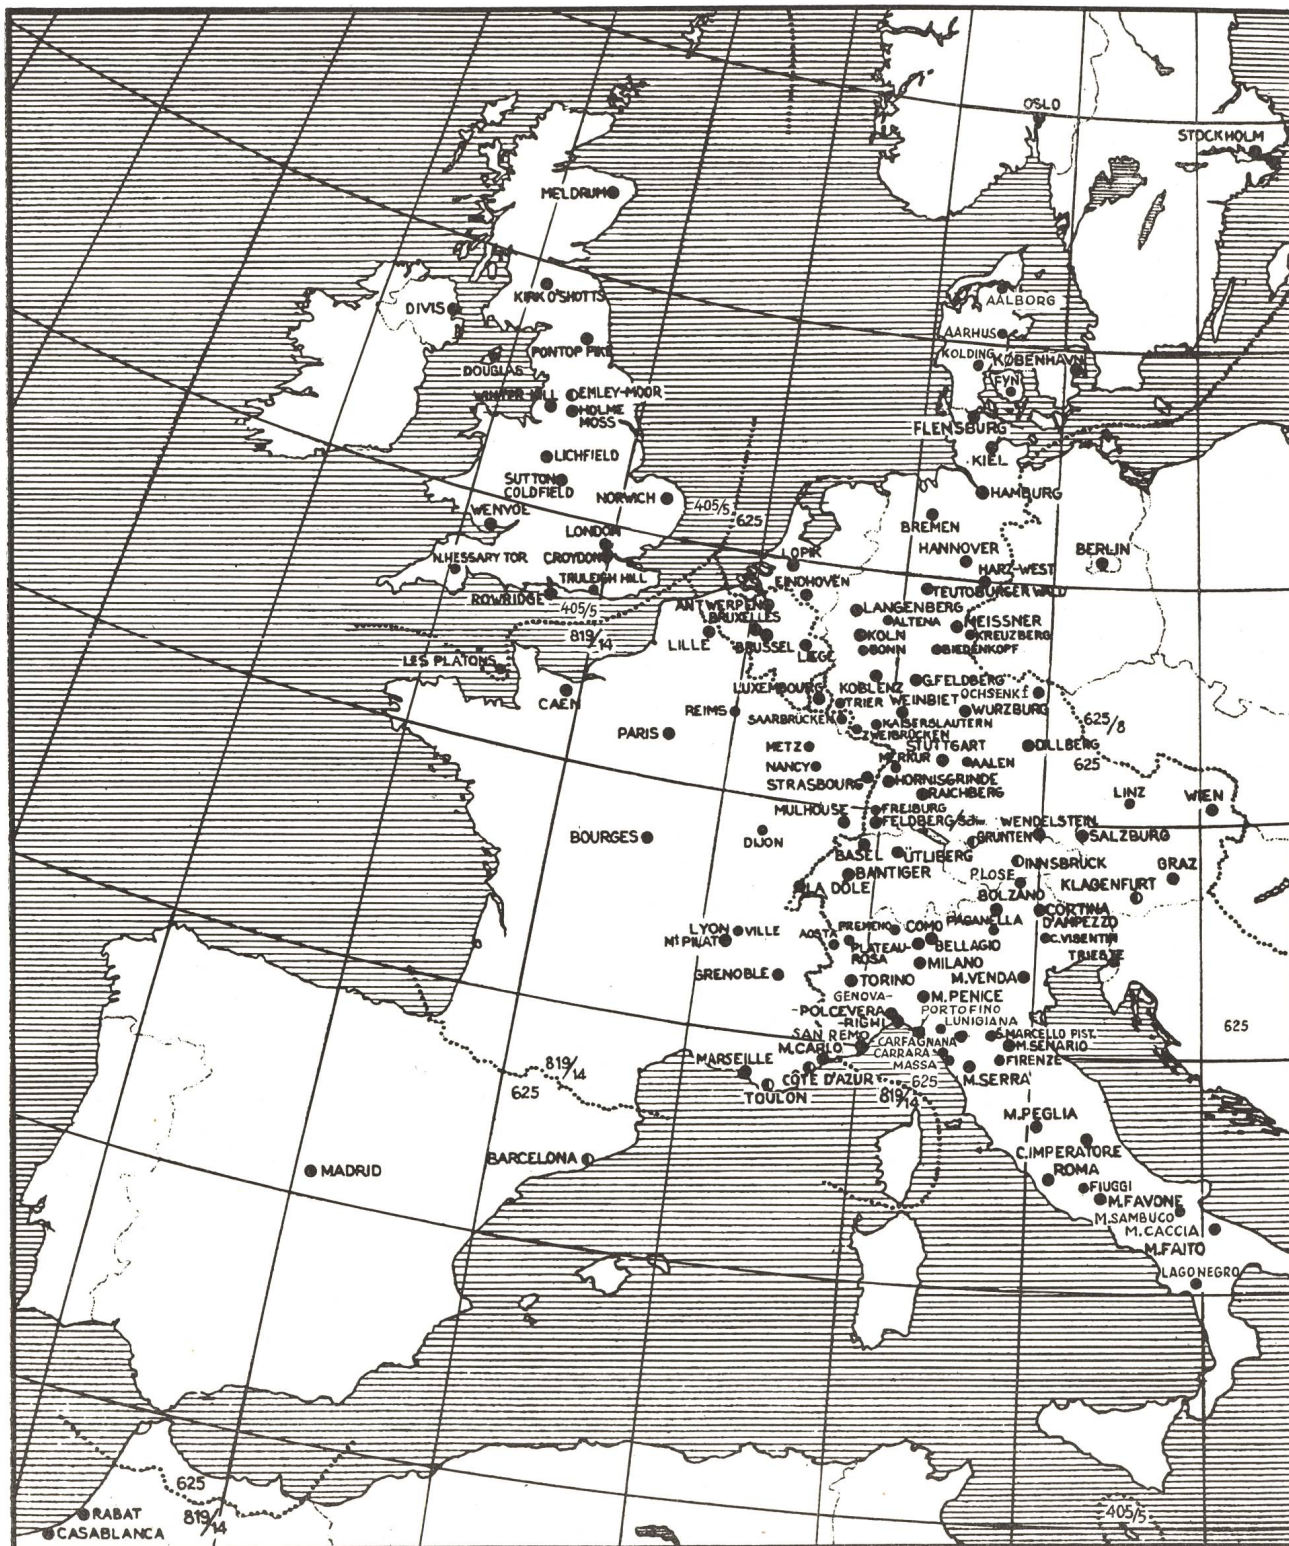 OSLO
STOCKHOLM
MELDRUM
KIRK O'SHOTTS
DIVIS
AALBORG
AARHUS
PONTOP PIKE
KOLDING
KØBENHAVN
DOUGLAS
FYN
WINTER HILL
EMLEY-MOOR
HOLME
MOSS
FLENSBURG
LICHFIELD
KIEL
SUTTON
COLDFIELD
NORWICH
HAMBURG
405/5
625
WENVOE
BREMEN
LONDON
N.HESSARY TOR
CROYDON
LOPIK
HANNOVER
BERLIN
TRULEIGH HILL
EINDHOVEN
HARZ-WEST
ROWRIDGE
405/5
TEUTOBURGER WALD
ANTWERPEN
LANGENBERG
BRUXELLES
ALTENA
MEISSNER
819/14
LILLE
BRUSSEL
KÖLN
KREUZBERG
LIEGE
BONN
BIEDENKOPF
LES PLATONS
LUXEMBOURG
KOBLENZ
G.FELDBERG
OCHSENK.
CAEN
TRIER
WEINBIET
REIMS
SAARBRÜCKEN
WURZBURG
KAISERSLAUTERN
625/8
PARIS
ZWEIBRÜCKEN
METZ
STUTTGART
DILLBERG
625
NANCY
MERKUR
AALEN
STRASBOURG
HORNISGRINDE
RAICHBERG
LINZ
WIEN
MULHOUSE
FREIBURG
FELDBERG/Schw.
WENDELSTEIN
BOURGES
DIJON
GRÜNTEN
SALZBURG
BASEL
ÜTLIBERG
INNSBRUCK
GRAZ
BANTIGER
P.LOSE
LA DÔLE
BOLZANO
KLAGENFURT
CORTINA
D'AMPEZZO
PAGANELLA
LYON
VILLE
AOSTA
PREMENO
COMO
Mt PILAT
PLATEAU-
ROSA
BELLAGIO
C.VISENTIN
TRIESTE
GRENOBLE
MILANO
TORINO
M.VENDA
GENOVA-
M.PENICE
-POLCEVERA
PORTOFINO
-RIGHI
LUNIGIANA
625
SAN REMO
CARFAGNANA
S.MARCELLO PIST.
M.CARLO
CARRARA
M.SENARIO
MARSEILLE
MASSA
FIRENZE
819/14
625
CÔTE D'AZUR
625
M.SERRA
TOULON
819/14
M.PEGLIA
BARCELONA
C.IMPERATORE
MADRID
ROMA
FIUGGI
M.FAVONE
M.SAMBUCO
M.CACCIA
M.FAITO
LAGONEGRO
625
RABAT
819/14
405/5
CASABLANCA